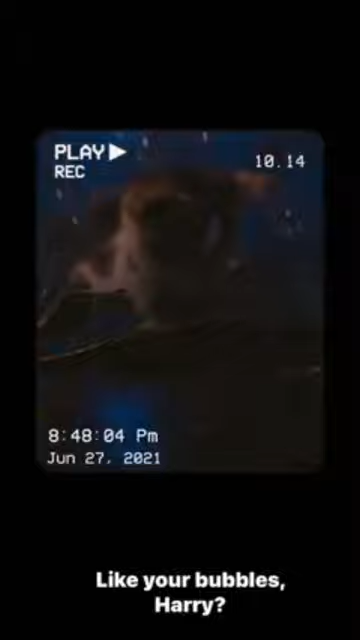 PLAY▶
REC
10.14
8:48:04 Pm
Jun 27, 2021
Like your bubbles,
Harry?